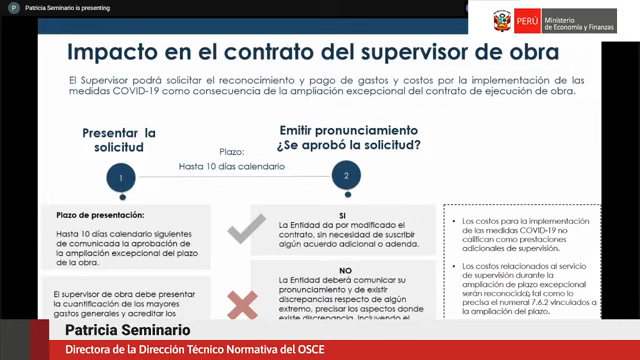 P Patricia Seminario is presenting
PERÚ
Ministerio
de Economía y Finanzas
Impacto en el contrato del supervisor de obra
El Supervisor podrá solicitar el reconocimiento y pago de gastos y costos por la implementación de las
medidas COVID-19 como consecuencia de la ampliación excepcional del contrato de ejecución de obra.
Presentar la
solicitud
Plazo:
Hasta 10 días calendario
Emitir pronunciamiento
¿Se aprobó la solicitud?
1
2
Plazo de presentación:
Hasta 10 días calendario siguientes
de comunicada la aprobación de
la ampliación excepcional del plazo
de la obra.
El supervisor de obra debe presentar
la cuantificación de los mayores
gastos generales y acreditar los
SI
La Entidad da por modificado el
contrato, sin necesidad de suscribir
algún acuerdo adicional o adenda.
NO
La Entidad deberá comunicar su
pronunciamiento y de existir
discrepancias respecto de algún
extremo, precisar los aspectos donde
existe discrepancia, incluyendo el
• Los costos para la implementación
de las medidas COVID-19 no
califican como prestaciones
adicionales de supervisión.
• Los costos relacionados al servicio
de supervisión durante la
ampliación de plazo excepcional
serán reconocidos, tal como lo
precisa el numeral 7.6.2 vinculados a
la ampliación del plazo.
Patricia Seminario
Directora de la Dirección Técnico Normativa del OSCE